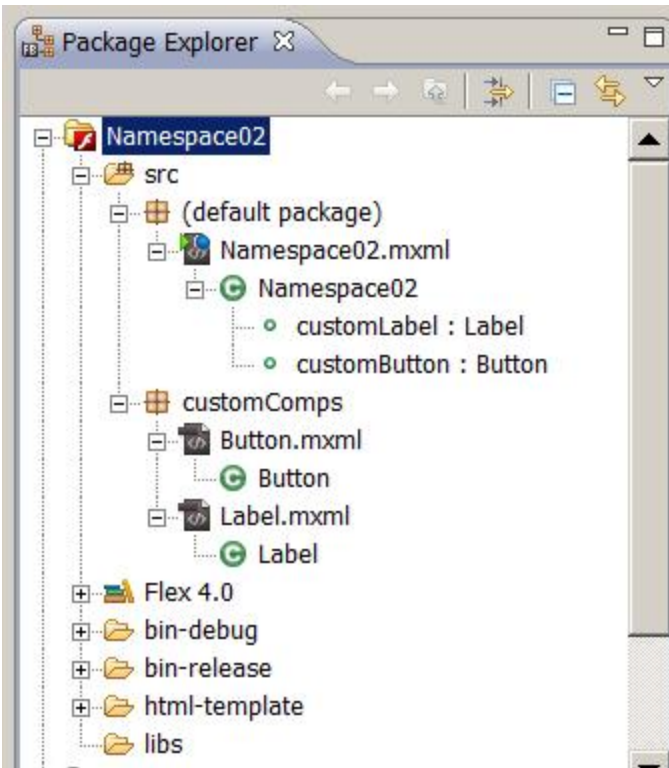 Package Explorer
Namespace02
src
(default package)
Namespace02.mxml
Namespace02
customLabel : Label
customButton : Button
customComps
Button.mxml
Button
Label.mxml
Label
Flex 4.0
bin-debug
bin-release
html-template
libs